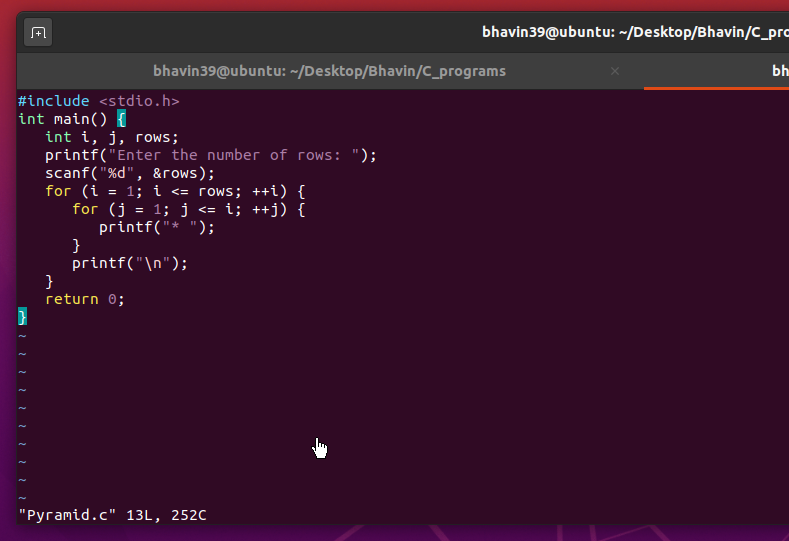 bhavin39@ubuntu: ~/Desktop/Bhavin/C_pro
bhavin39@ubuntu: ~/Desktop/Bhavin/C_programs × bh
#include <stdio.h>
int main() {
   int i, j, rows;
   printf("Enter the number of rows: ");
   scanf("%d", &rows);
   for (i = 1; i <= rows; ++i) {
      for (j = 1; j <= i; ++j) {
         printf("* ");
      }
      printf("\n");
   }
   return 0;
}
~
~
~
~
~
~
~
~
~
~
"Pyramid.c" 13L, 252C